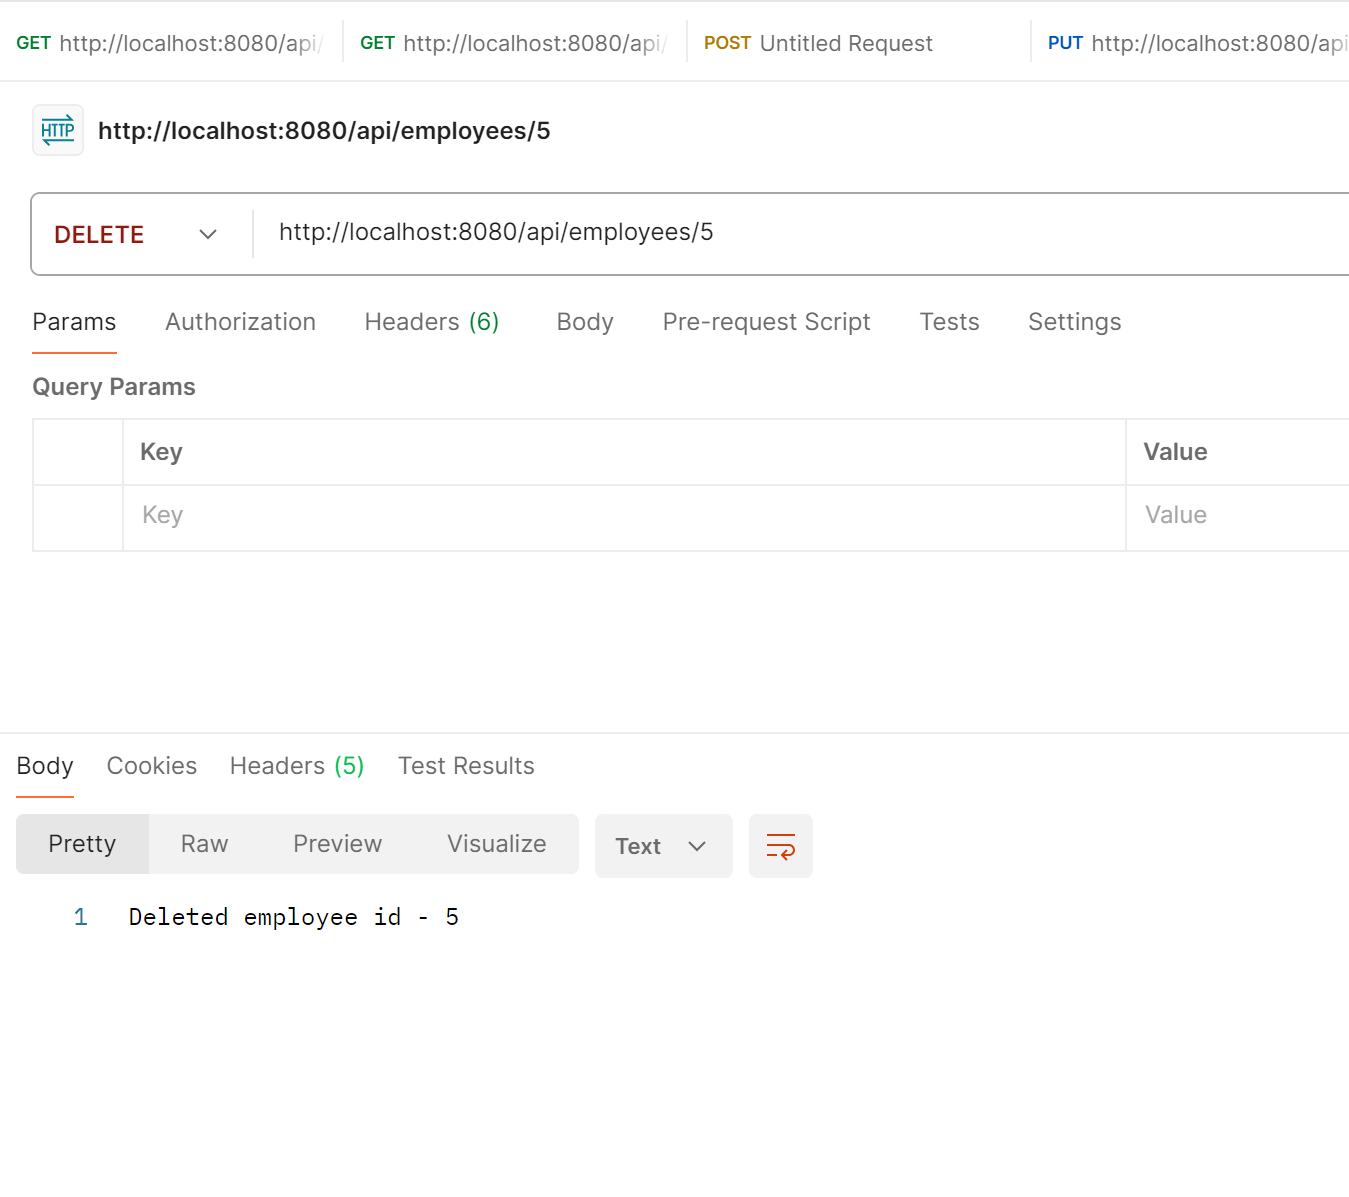 GET http://localhost:8080/api/ GET http://localhost:8080/api/ POST Untitled Request PUT http://localhost:8080/api
HTTP http://localhost:8080/api/employees/5
DELETE http://localhost:8080/api/employees/5
Params Authorization Headers (6) Body Pre-request Script Tests Settings
Query Params
Key Value
Key Value
Body Cookies Headers (5) Test Results
Pretty Raw Preview Visualize Text
1 Deleted employee id - 5